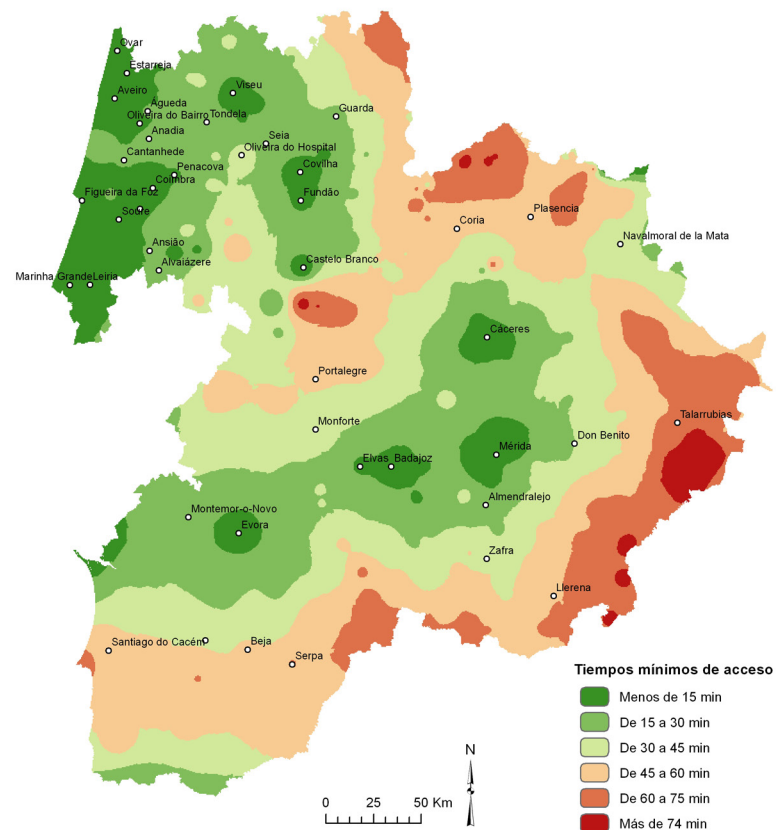 Ovar
Estarreja
Aveiro
Viseu
Águeda
Oliveira do Bairro
Tondela
Guarda
Anadia
Seia
Oliveira do Hospital
Cantanhede
Penacova
Covilha
Coimbra
Figueira da Foz
Fundão
Soure
Plasencia
Coria
Navalmoral de la Mata
Ansião
Alvaiázere
Castelo Branco
Marinha Grande
Leiria
Cáceres
Portalegre
Talarrubias
Monforte
Don Benito
Mérida
Elvas
Badajoz
Almendralejo
Montemor-o-Novo
Evora
Zafra
Llerena
Santiago do Cacém
Beja
Serpa
Tiempos mínimos de acceso
Menos de 15 min
De 15 a 30 min
De 30 a 45 min
De 45 a 60 min
De 60 a 75 min
Más de 74 min
N
0 25 50 Km